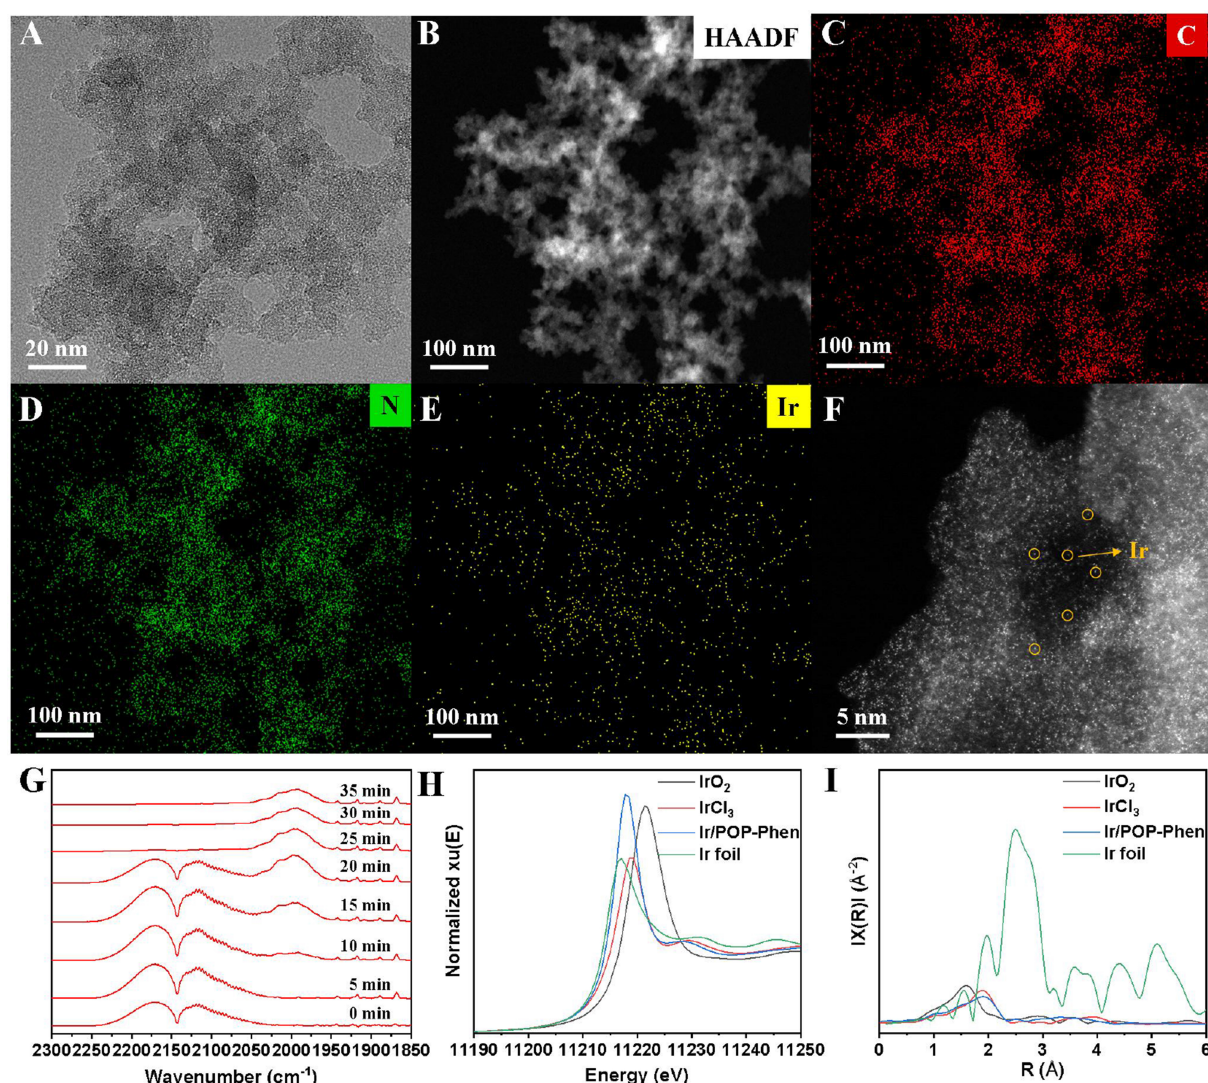 A
20 nm
B
HAADF
100 nm
C
C
100 nm
D
N
100 nm
E
Ir
100 nm
F
Ir
5 nm
G
35 min
30 min
25 min
20 min
15 min
10 min
5 min
0 min
2300 2250 2200 2150 2100 2050 2000 1950 1900 1850
Wavenumber (cm⁻¹)
H
IrO₂
IrCl₃
Ir/POP-Phen
Ir foil
Normalized xu(E)
11190 11200 11210 11220 11230 11240 11250
Energy (eV)
I
IrO₂
IrCl₃
Ir/POP-Phen
Ir foil
IX(R)I (Å⁻²)
0 1 2 3 4 5 6
R (Å)